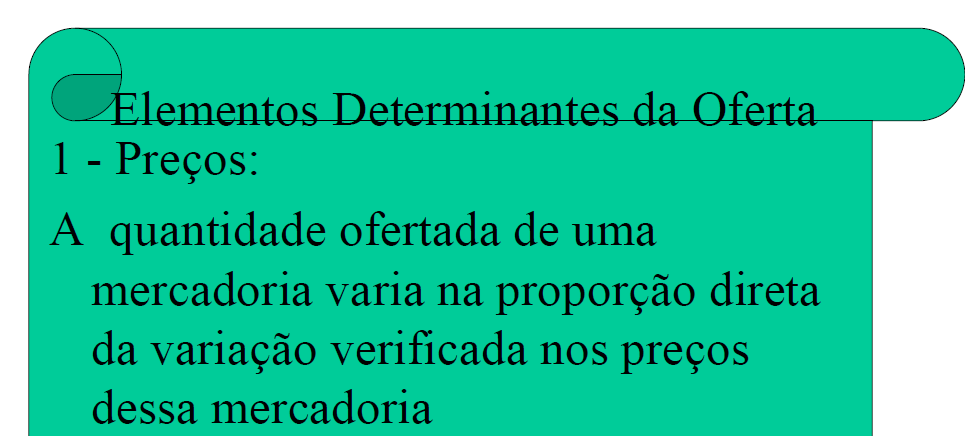 Elementos Determinantes da Oferta
1 - Preços:
A quantidade ofertada de uma
mercadoria varia na proporção direta
da variação verificada nos preços
dessa mercadoria